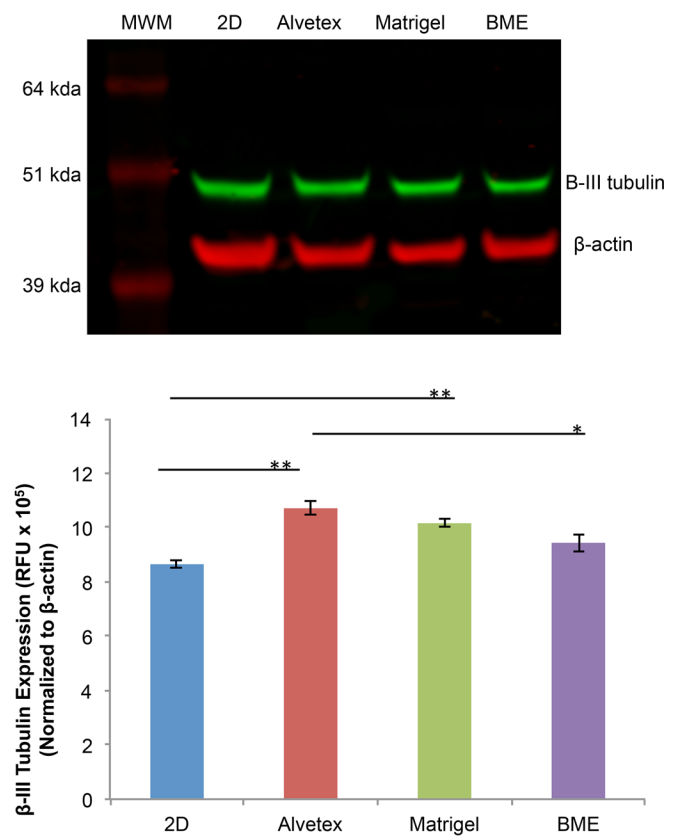 MWM 2D Alvetex Matrigel BME
64 kda
51 kda
B-III tubulin
β-actin
39 kda
**
14
*
12
**
10
8
6
4
2
0
β-III Tubulin Expression (RFU x 10⁵)
(Normalized to β-actin)
2D Alvetex Matrigel BME